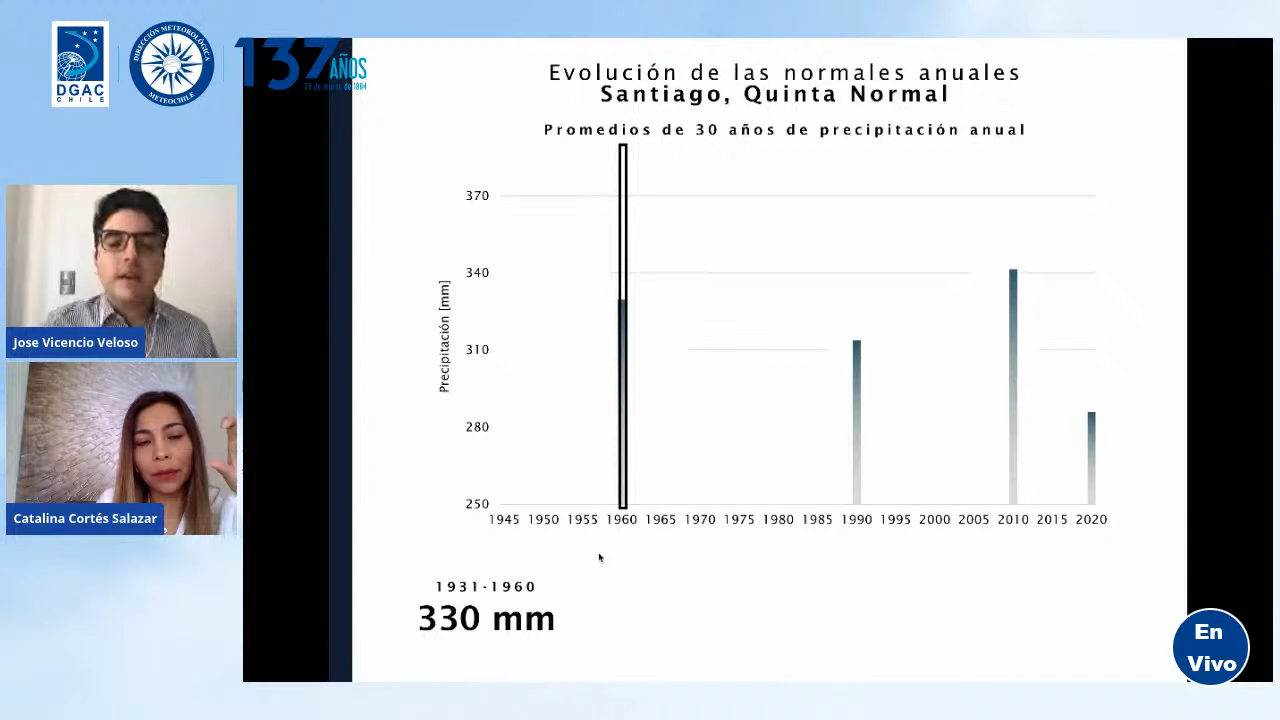 DGAC
CHILE
DIRECCIÓN METEOROLÓGICA
METEOCHILE
137 AÑOS
Evolución de las normales anuales
Santiago, Quinta Normal
Promedios de 30 años de precipitación anual
370
340
310
280
250
Precipitación [mm]
1945 1950 1955 1960 1965 1970 1975 1980 1985 1990 1995 2000 2005 2010 2015 2020
1931-1960
330 mm
Jose Vicencio Veloso
Catalina Cortés Salazar
En
Vivo